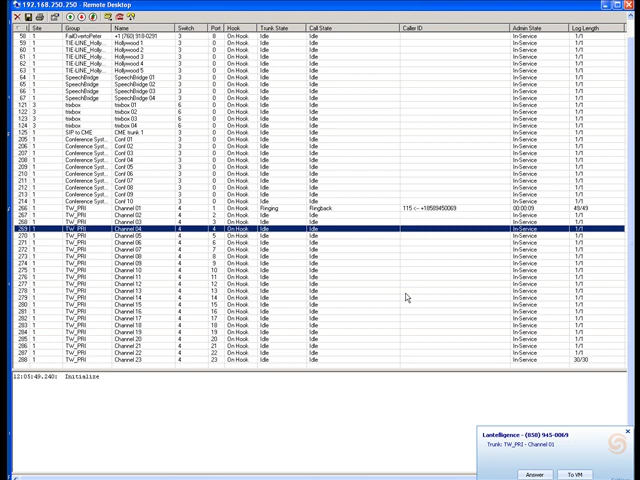 192.168.250.250 - Remote Desktop
Site Group Name Switch Port Hook Trunk State Call State Caller ID Admin State Log Length
58 1 FailOvertoPeter +1 (760) 918-0291 3 8 On Hook Idle Idle In-Service 1/1
59 1 TIE-LINE_Holly... Hollywood 1 3 0 On Hook Idle Idle In-Service 1/1
60 1 TIE-LINE_Holly... Hollywood 2 3 0 On Hook Idle Idle In-Service 1/1
61 1 TIE-LINE_Holly... Hollywood 3 3 0 On Hook Idle Idle In-Service 1/1
62 1 TIE-LINE_Holly... Hollywood 4 3 0 On Hook Idle Idle In-Service 1/1
63 1 TIE-LINE_Holly... Hollywood 5 3 0 On Hook Idle Idle In-Service 1/1
64 1 SpeechBridge SpeechBridge 01 3 0 On Hook Idle Idle In-Service 1/1
65 1 SpeechBridge SpeechBridge 02 3 0 On Hook Idle Idle In-Service 1/1
66 1 SpeechBridge SpeechBridge 03 3 0 On Hook Idle Idle In-Service 1/1
67 1 SpeechBridge SpeechBridge 04 3 0 On Hook Idle Idle In-Service 1/1
121 3 trixbox trixbox 01 6 0 On Hook Idle Idle In-Service 1/1
122 3 trixbox trixbox 02 6 0 On Hook Idle Idle In-Service 1/1
123 3 trixbox trixbox 03 6 0 On Hook Idle Idle In-Service 1/1
124 3 trixbox trixbox 04 6 0 On Hook Idle Idle In-Service 1/1
125 1 SIP to CME CME trunk 1 3 0 On Hook Idle Idle In-Service 1/1
205 1 Conference Syst... Conf 01 3 0 On Hook Idle Idle In-Service 1/1
206 1 Conference Syst... Conf 02 3 0 On Hook Idle Idle In-Service 1/1
207 1 Conference Syst... Conf 03 3 0 On Hook Idle Idle In-Service 1/1
208 1 Conference Syst... Conf 04 3 0 On Hook Idle Idle In-Service 1/1
209 1 Conference Syst... Conf 05 3 0 On Hook Idle Idle In-Service 1/1
210 1 Conference Syst... Conf 06 3 0 On Hook Idle Idle In-Service 1/1
211 1 Conference Syst... Conf 07 3 0 On Hook Idle Idle In-Service 1/1
212 1 Conference Syst... Conf 08 3 0 On Hook Idle Idle In-Service 1/1
213 1 Conference Syst... Conf 09 3 0 On Hook Idle Idle In-Service 1/1
214 1 Conference Syst... Conf 10 3 0 On Hook Idle Idle In-Service 1/1
266 1 TW_PRI Channel 01 4 1 Ringing Ringing Ringback 115 <- +18589450069 00:00:09 49/49
267 1 TW_PRI Channel 02 4 2 On Hook Idle Idle In-Service 1/1
268 1 TW_PRI Channel 03 4 3 On Hook Idle Idle In-Service 1/1
269 1 TW_PRI Channel 04 4 4 On Hook Idle Idle In-Service 1/1
270 1 TW_PRI Channel 05 4 5 On Hook Idle Idle In-Service 1/1
271 1 TW_PRI Channel 06 4 6 On Hook Idle Idle In-Service 1/1
272 1 TW_PRI Channel 07 4 7 On Hook Idle Idle In-Service 1/1
273 1 TW_PRI Channel 08 4 8 On Hook Idle Idle In-Service 1/1
274 1 TW_PRI Channel 09 4 9 On Hook Idle Idle In-Service 1/1
275 1 TW_PRI Channel 10 4 10 On Hook Idle Idle In-Service 1/1
276 1 TW_PRI Channel 11 4 11 On Hook Idle Idle In-Service 1/1
277 1 TW_PRI Channel 12 4 12 On Hook Idle Idle In-Service 1/1
278 1 TW_PRI Channel 13 4 13 On Hook Idle Idle In-Service 1/1
279 1 TW_PRI Channel 14 4 14 On Hook Idle Idle In-Service 1/1
280 1 TW_PRI Channel 15 4 15 On Hook Idle Idle In-Service 1/1
281 1 TW_PRI Channel 16 4 16 On Hook Idle Idle In-Service 1/1
282 1 TW_PRI Channel 17 4 17 On Hook Idle Idle In-Service 1/1
283 1 TW_PRI Channel 18 4 18 On Hook Idle Idle In-Service 1/1
284 1 TW_PRI Channel 19 4 19 On Hook Idle Idle In-Service 1/1
285 1 TW_PRI Channel 20 4 20 On Hook Idle Idle In-Service 1/1
286 1 TW_PRI Channel 21 4 21 On Hook Idle Idle In-Service 1/1
287 1 TW_PRI Channel 22 4 22 On Hook Idle Idle In-Service 1/1
288 1 TW_PRI Channel 23 4 23 On Hook Idle Idle In-Service 30/30
12:05:49.240: Initialize
Lantelligence - (858) 945-0069
Trunk: TW_PRI - Channel 01
Answer To VM